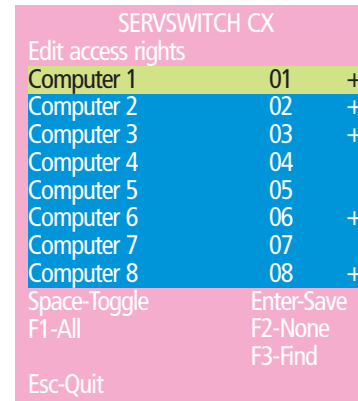 SERVSWITCH CX
Edit access rights
Computer 1 01 +
Computer 2 02 +
Computer 3 03 +
Computer 4 04
Computer 5 05
Computer 6 06 +
Computer 7 07
Computer 8 08 +
Space-Toggle Enter-Save
F1-All F2-None
F3-Find
Esc-Quit